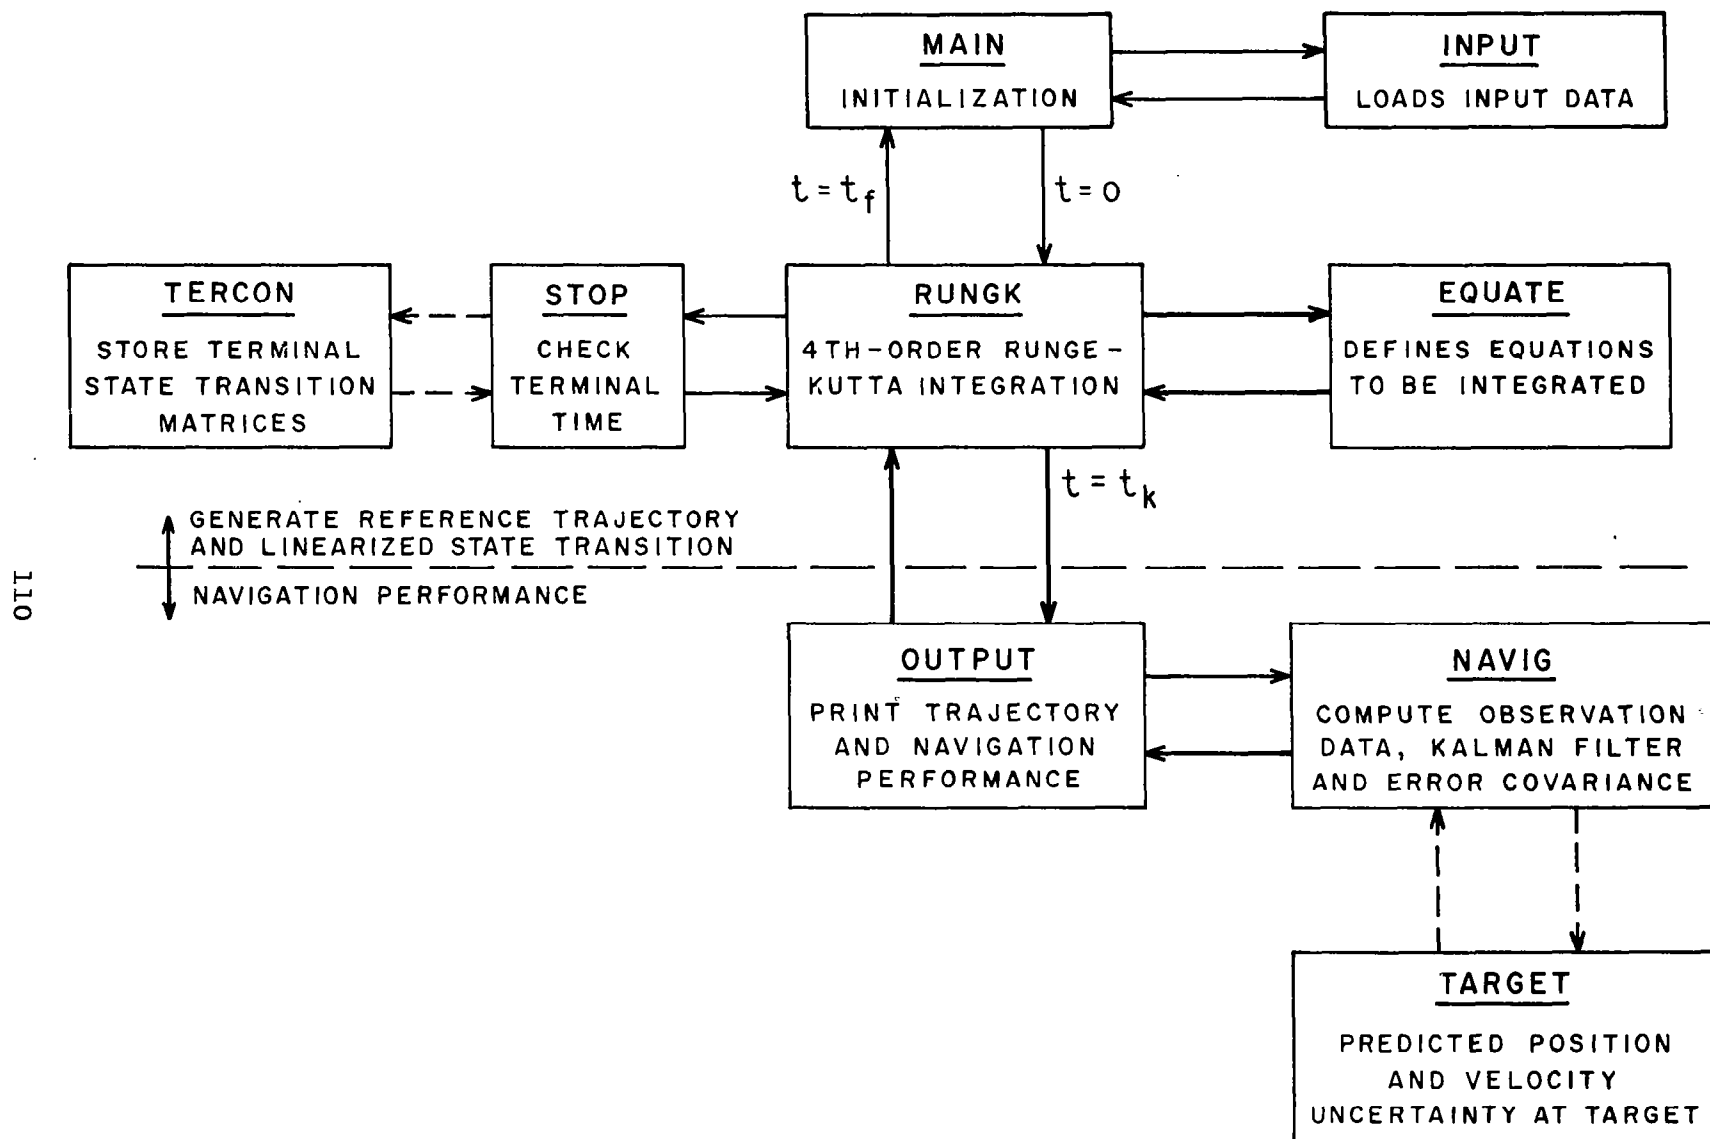 MAIN
INITIALIZATION
INPUT
LOADS INPUT DATA
t = t_f
t = 0
TERCON
STORE TERMINAL
STATE TRANSITION
MATRICES
STOP
CHECK
TERMINAL
TIME
RUNGK
4TH-ORDER RUNGE-
KUTTA INTEGRATION
EQUATE
DEFINES EQUATIONS
TO BE INTEGRATED
t = t_k
GENERATE REFERENCE TRAJECTORY
AND LINEARIZED STATE TRANSITION
NAVIGATION PERFORMANCE
110
OUTPUT
PRINT TRAJECTORY
AND NAVIGATION
PERFORMANCE
NAVIG
COMPUTE OBSERVATION
DATA, KALMAN FILTER
AND ERROR COVARIANCE
TARGET
PREDICTED POSITION
AND VELOCITY
UNCERTAINTY AT TARGET